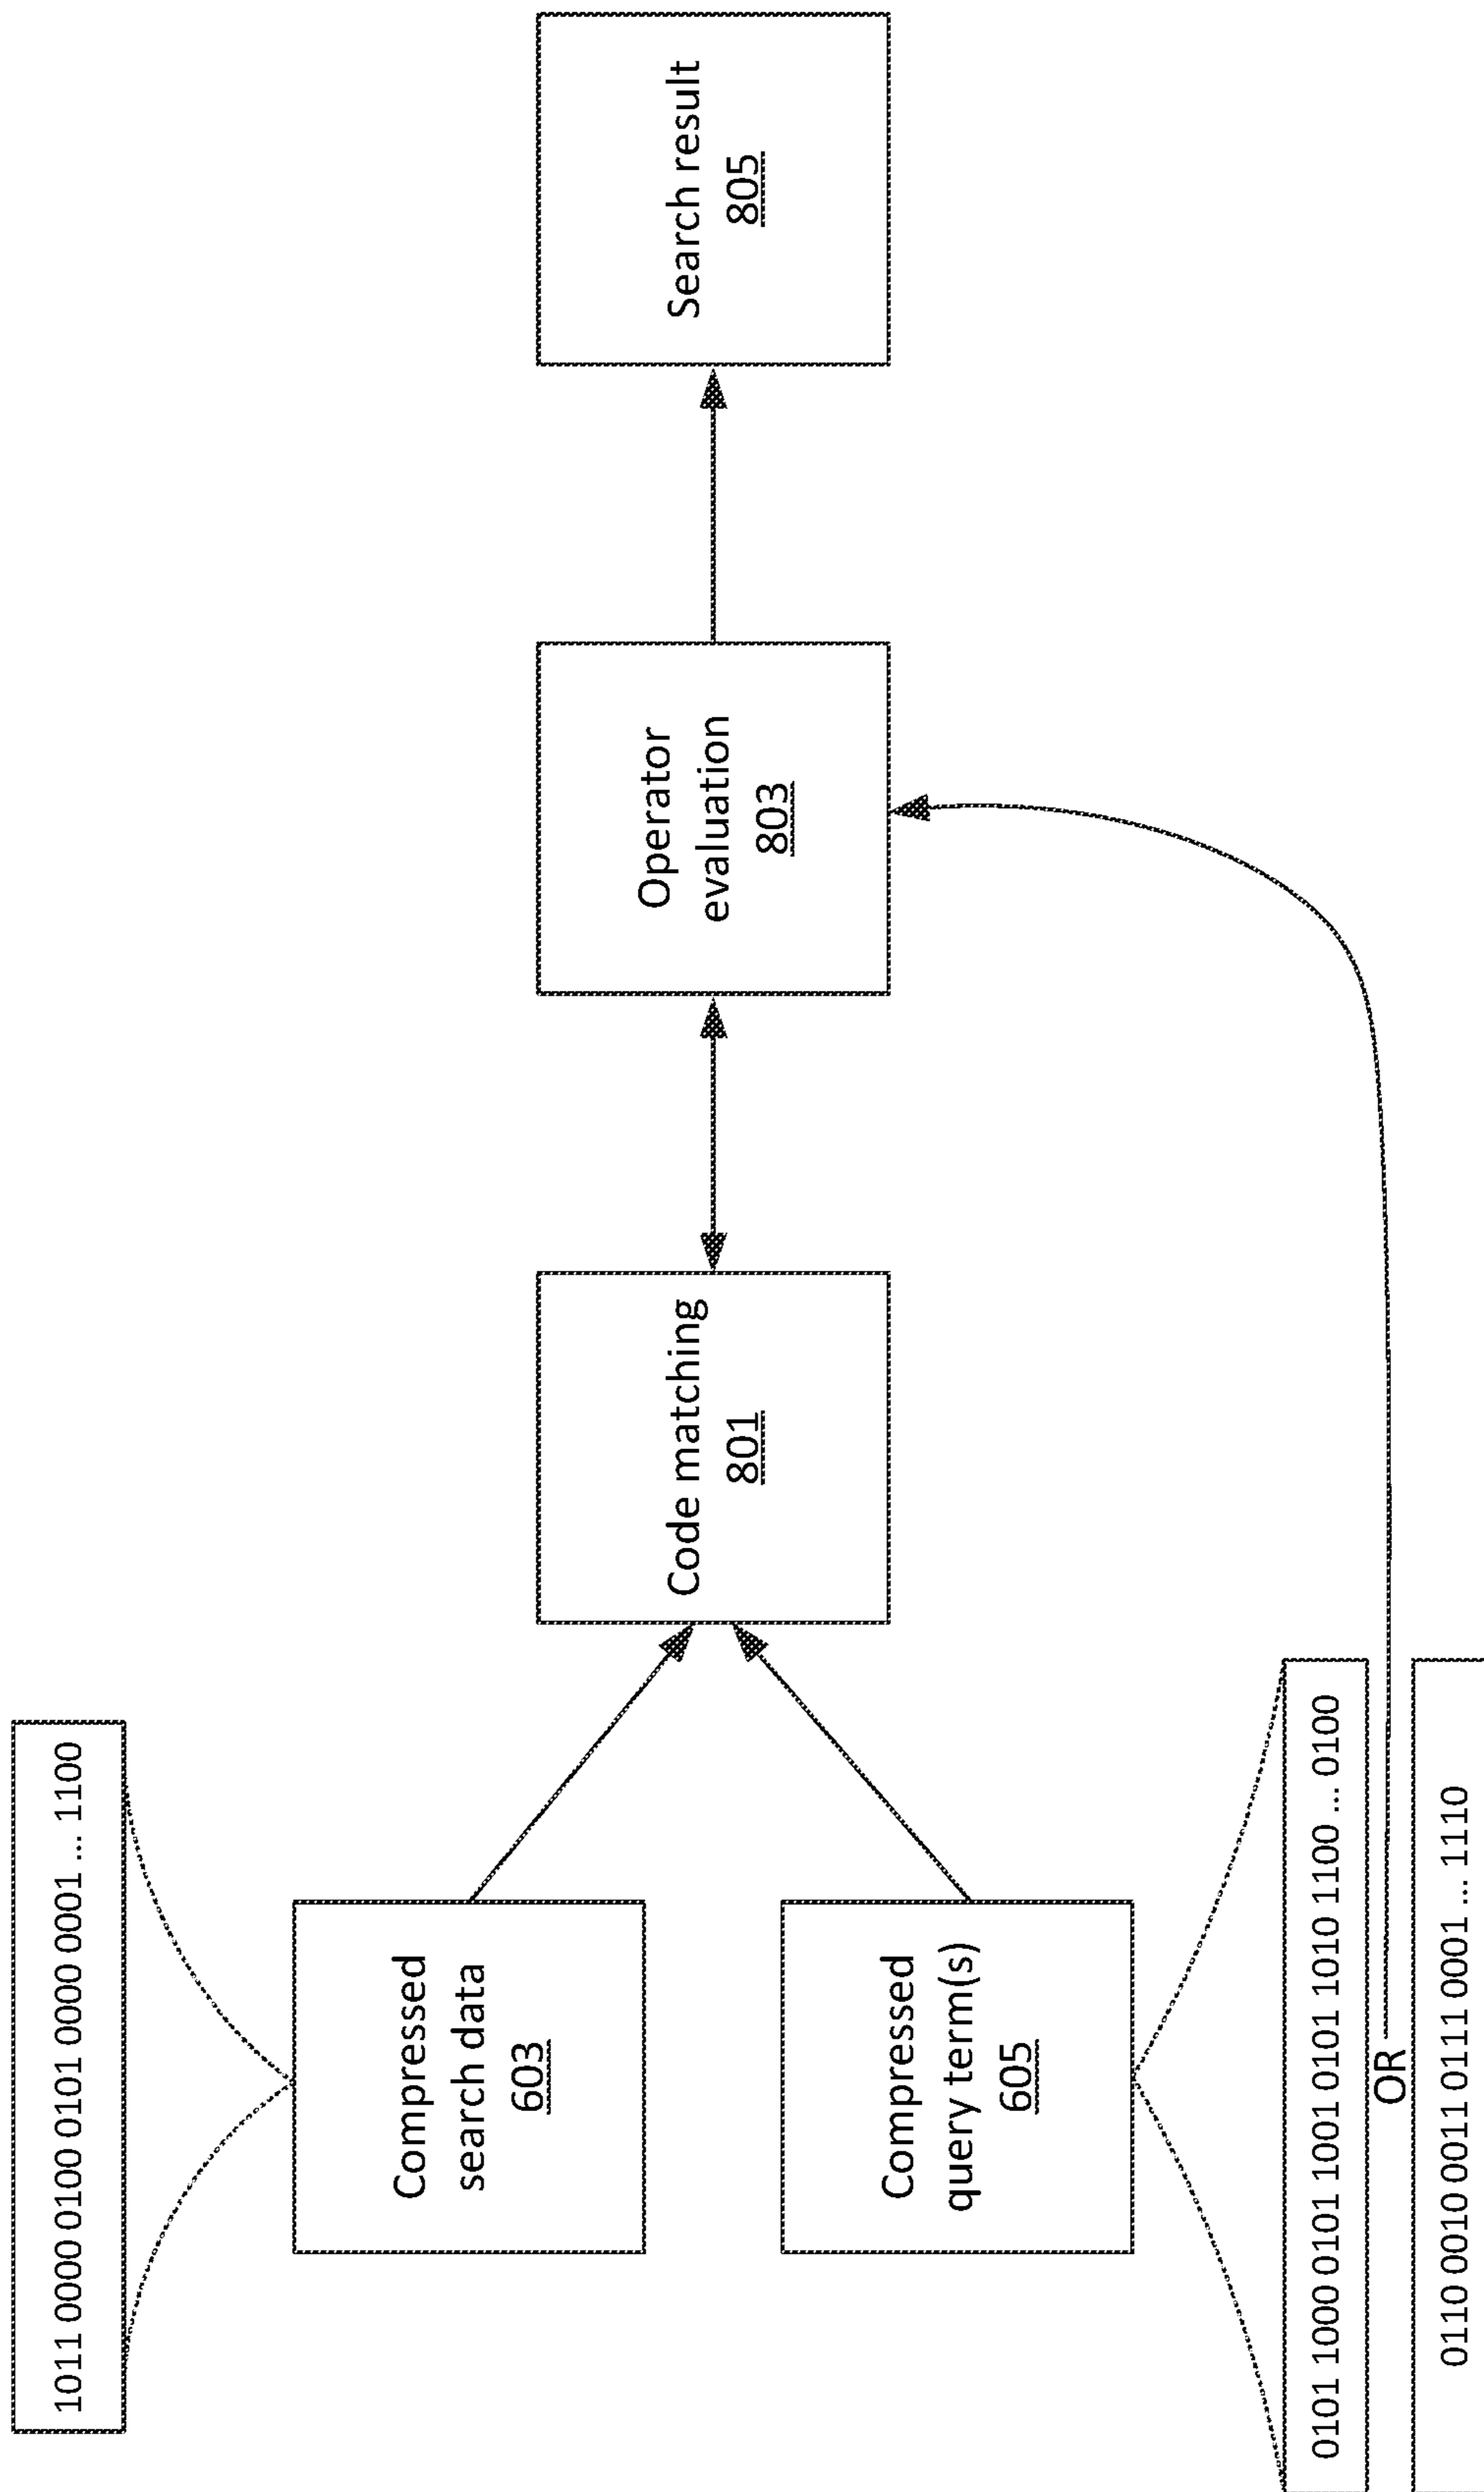 1011 0000 0100 0101 0000 0001 ... 1100
Compressed
search data
603
Compressed
query term(s)
605
0101 1000 0101 1001 0101 1010 1100 ... 0100
OR
0110 0010 0011 0111 0001 ... 1110
Code matching
801
Operator
evaluation
803
Search result
805